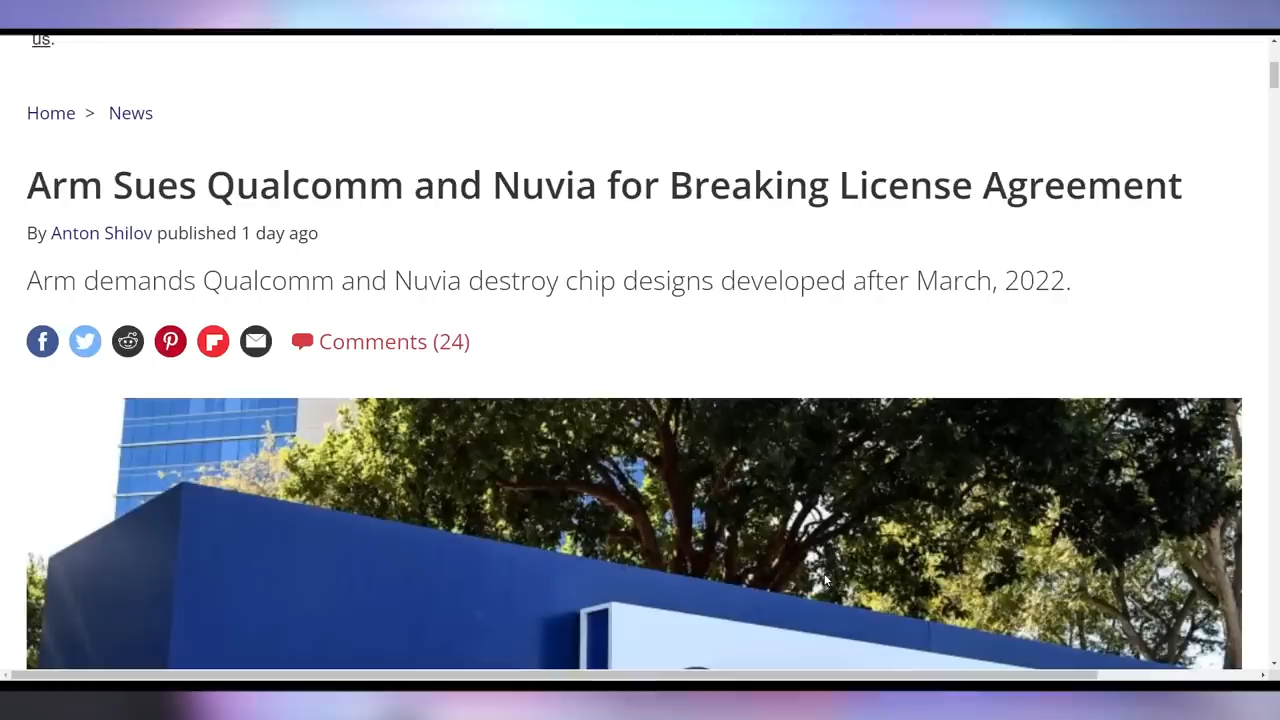 us.
Home > News
Arm Sues Qualcomm and Nuvia for Breaking License Agreement
By Anton Shilov published 1 day ago
Arm demands Qualcomm and Nuvia destroy chip designs developed after March, 2022.
Comments (24)